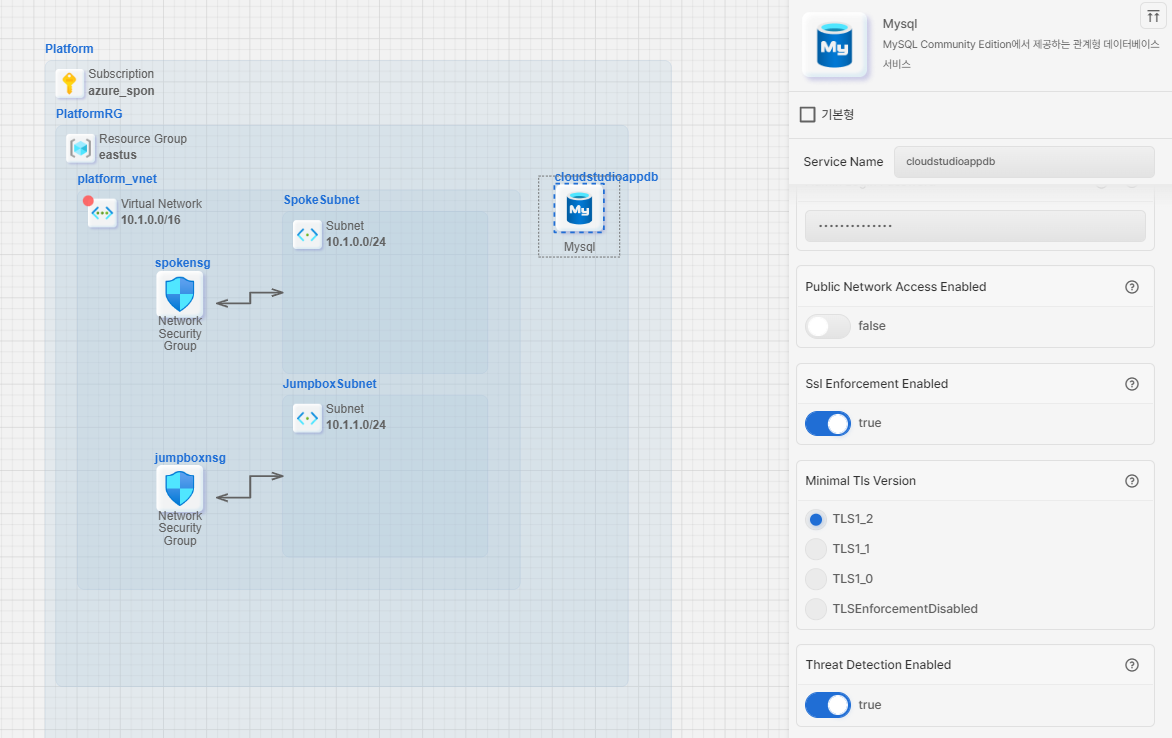 Platform
Subscription
azure_spon
PlatformRG
Resource Group
eastus
platform_vnet
Virtual Network
10.1.0.0/16
SpokeSubnet
Subnet
10.1.0.0/24
spokensg
Network
Security
Group
JumpboxSubnet
Subnet
10.1.1.0/24
jumpboxnsg
Network
Security
Group
cloudstudioappdb
My
Mysql
My
Mysql
MySQL Community Edition에서 제공하는 관계형 데이터베이스
서비스
기본형
Service Name
cloudstudioappdb
••••••••••••••
Public Network Access Enabled
false
Ssl Enforcement Enabled
true
Minimal Tls Version
TLS1_2
TLS1_1
TLS1_0
TLSEnforcementDisabled
Threat Detection Enabled
true